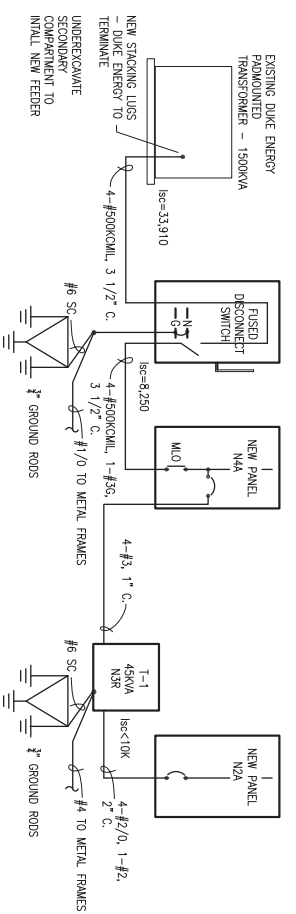 EXISTING DUKE ENERGY
PADMOUNTED
TRANSFORMER - 1500KVA
NEW STACKING LUGS
- DUKE ENERGY TO
TERMINATE
UNDEREXCAVATE
SECONDARY
COMPARTMENT TO
INTALL NEW FEEDER
Isc=33,910
4-#500KCMIL, 3 1/2" C.
FUSED
DISCONNECT
SWITCH
N
G
#6 SC
3/4" GROUND RODS
#1/0 TO METAL FRAMES
Isc=8,250
4-#500KCMIL, 1-#3G,
3 1/2" C.
NEW PANEL
N4A
MLO
4-#3, 1" C.
T-1
45KVA
N3R
#6 SC
3/4" GROUND RODS
#4 TO METAL FRAMES
Isc<10K
4-#2/0, 1-#2,
2" C.
NEW PANEL
N2A